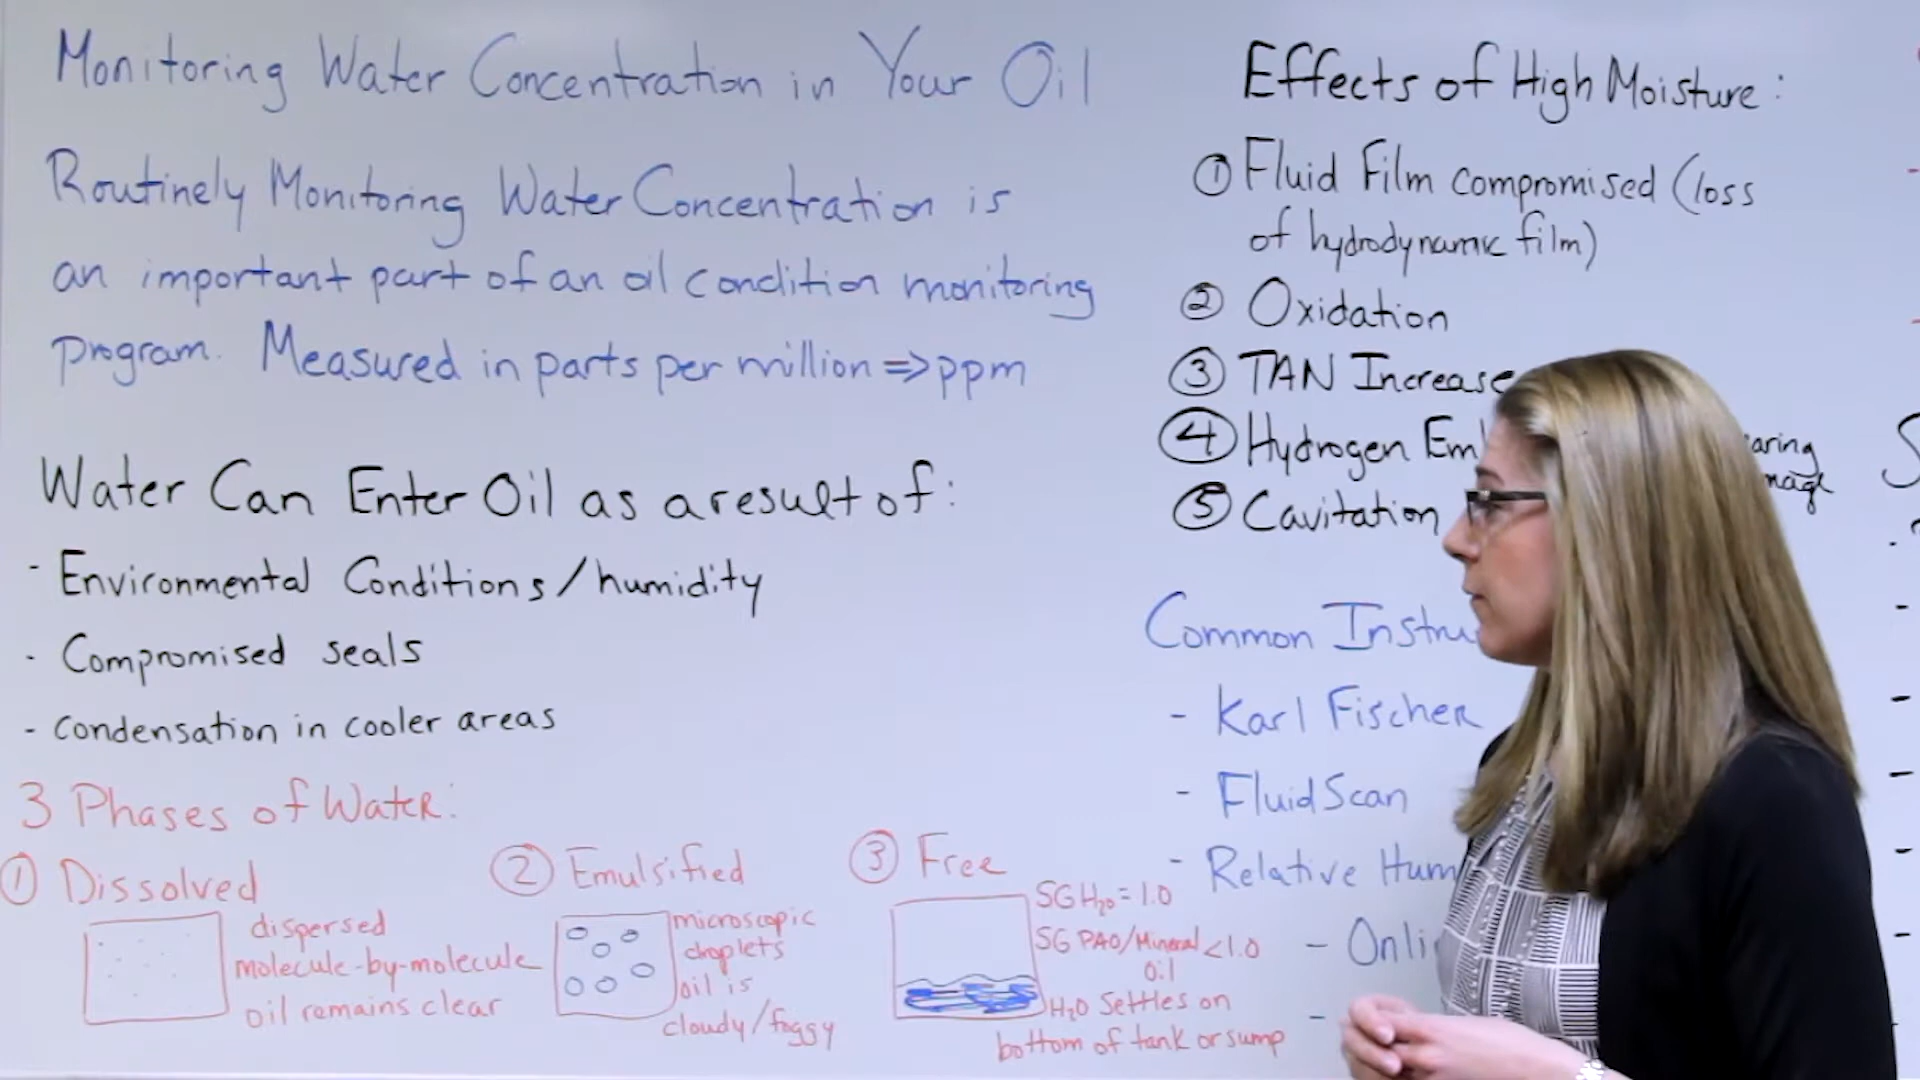 Monitoring Water Concentration in Your Oil
Routinely Monitoring Water Concentration is
an important part of an oil condition monitoring
program. Measured in parts per million => ppm
Water Can Enter Oil as a result of:
- Environmental Conditions/humidity
- Compromised seals
- condensation in cooler areas
3 Phases of Water:
① Dissolved
dispersed
molecule-by-molecule
oil remains clear
② Emulsified
microscopic
droplets
oil is
cloudy/foggy
③ Free
SG H₂O = 1.0
SG PAO/Mineral < 1.0
Oil
H₂O Settles on
bottom of tank or sump
Effects of High Moisture:
① Fluid Film compromised (loss
of hydrodynamic film)
② Oxidation
③ TAN Increase
④ Hydrogen
⑤ Cavitation
Common
- Karl Fischer
- FluidScan
- Relative